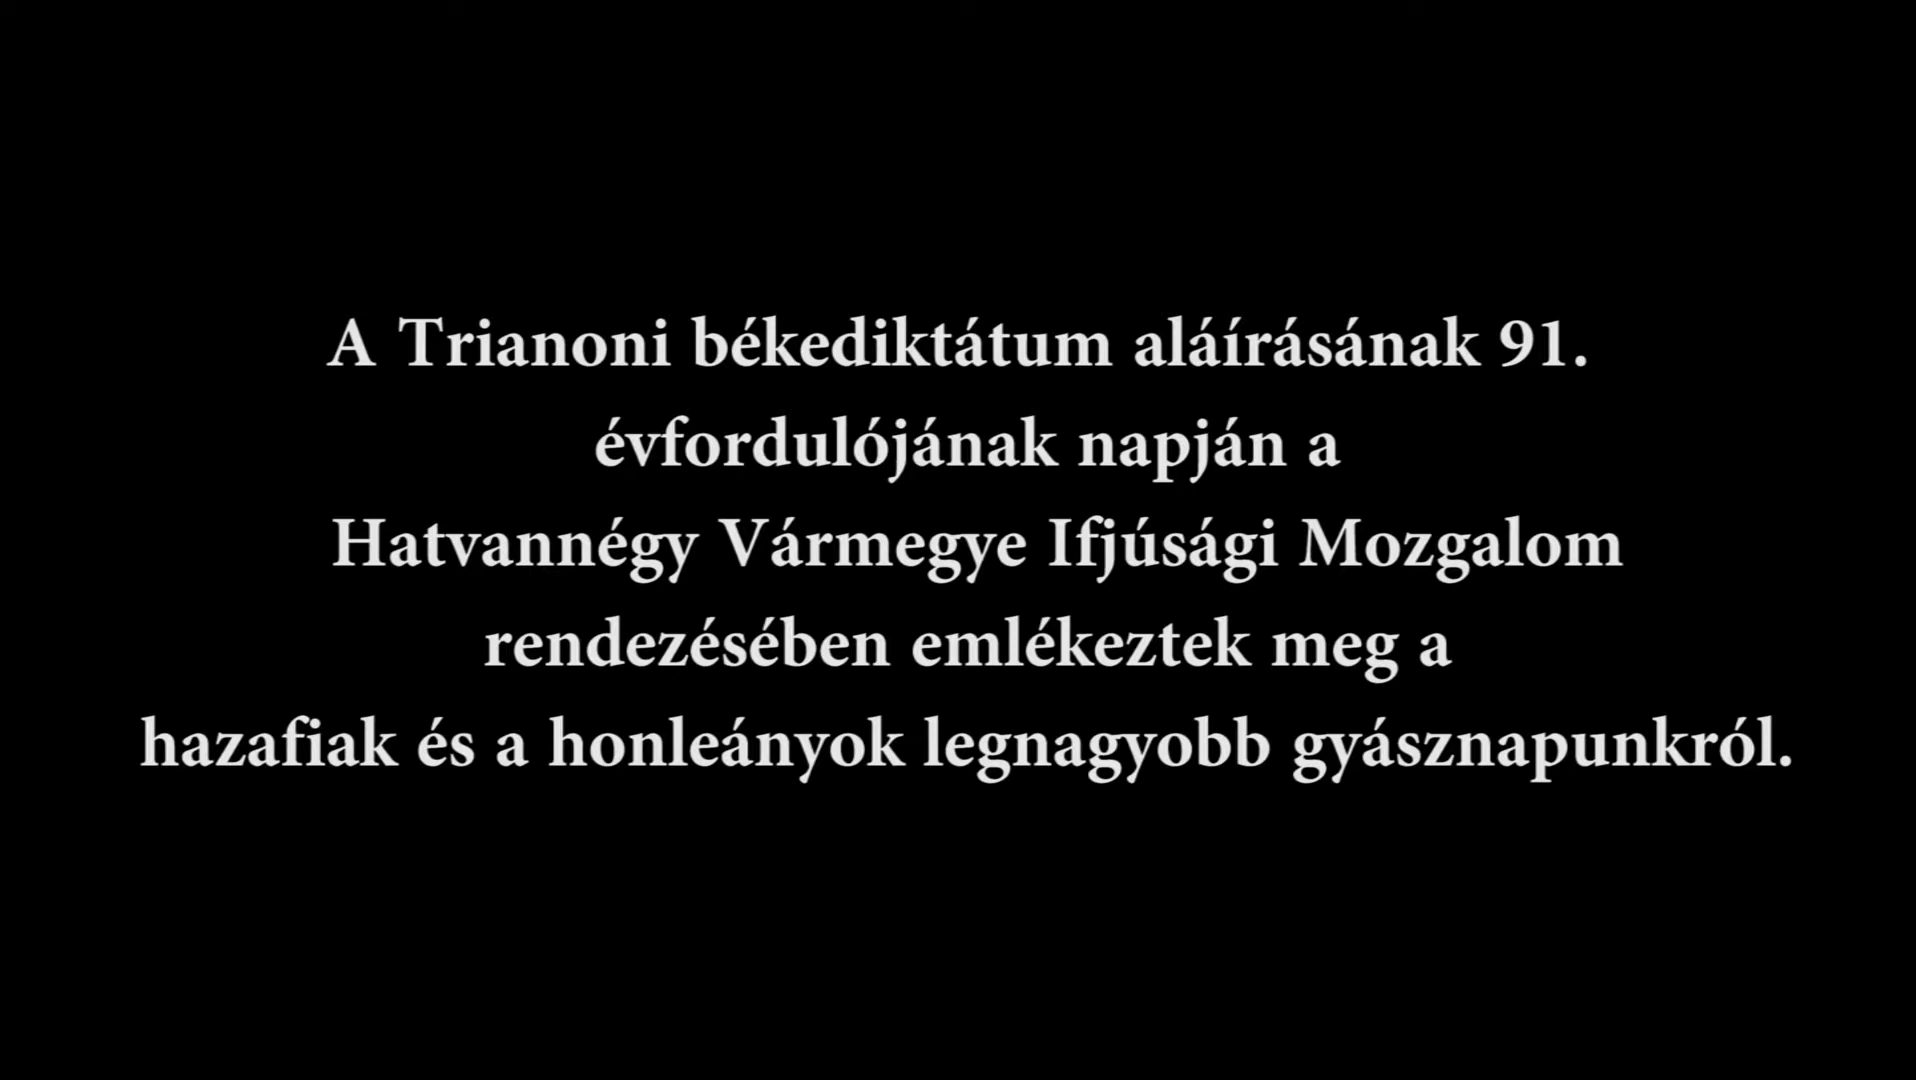 A Trianoni békediktátum aláírásának 91.
évfordulójának napján a
Hatvannégy Vármegye Ifjúsági Mozgalom
rendezésében emlékeztek meg a
hazafiak és a honleányok legnagyobb gyásznapunkról.